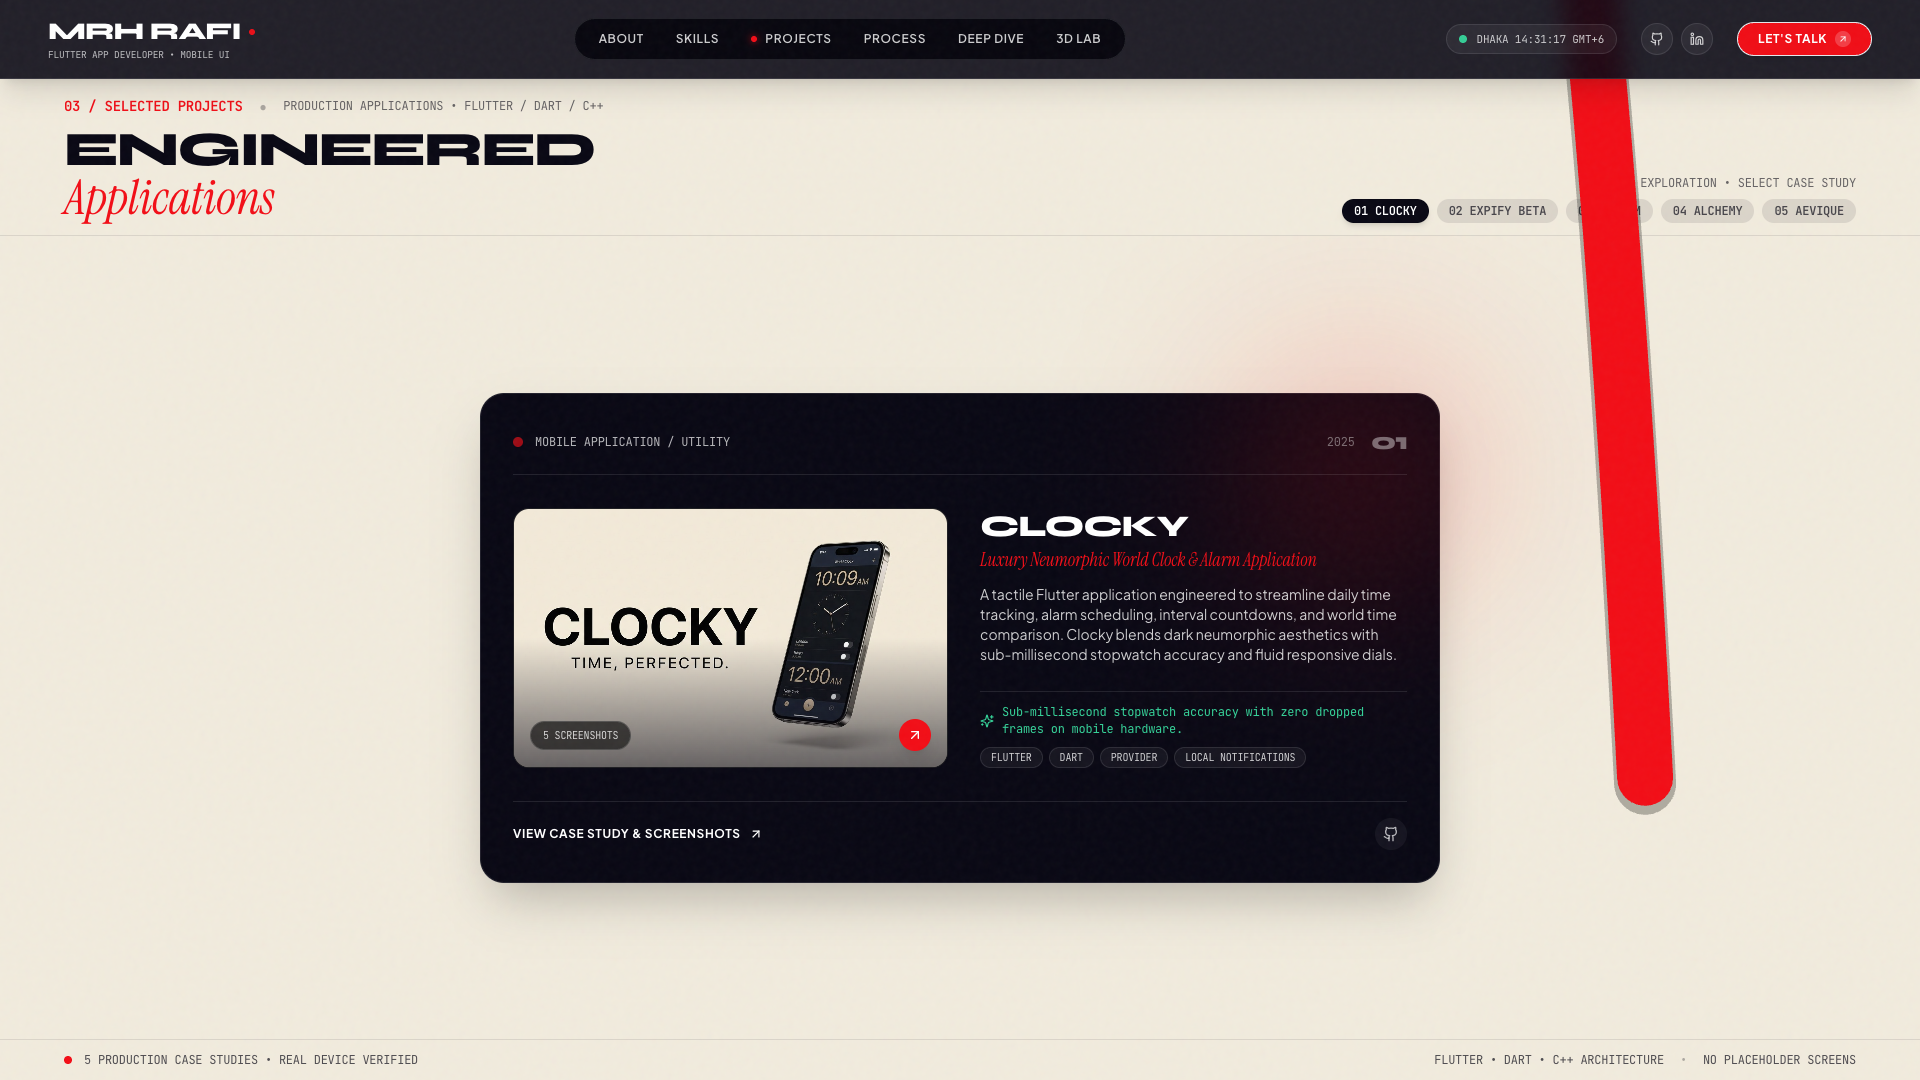 MRH RAFI
FLUTTER APP DEVELOPER • MOBILE UI
ABOUT
SKILLS
PROJECTS
PROCESS
DEEP DIVE
3D LAB
DHAKA 14:31:17 GMT+6
LET'S TALK
03 / SELECTED PROJECTS
PRODUCTION APPLICATIONS • FLUTTER / DART / C++
ENGINEERED
Applications
EXPLORATION • SELECT CASE STUDY
01 CLOCKY
02 EXPIFY BETA
04 ALCHEMY
05 AEVIQUE
MOBILE APPLICATION / UTILITY
2025
01
CLOCKY
TIME, PERFECTED.
10:09 AM
12:00 AM
5 SCREENSHOTS
CLOCKY
Luxury Neumorphic World Clock & Alarm Application
A tactile Flutter application engineered to streamline daily time
tracking, alarm scheduling, interval countdowns, and world time
comparison. Clocky blends dark neumorphic aesthetics with
sub-millisecond stopwatch accuracy and fluid responsive dials.
Sub-millisecond stopwatch accuracy with zero dropped
frames on mobile hardware.
FLUTTER
DART
PROVIDER
LOCAL NOTIFICATIONS
VIEW CASE STUDY & SCREENSHOTS
5 PRODUCTION CASE STUDIES • REAL DEVICE VERIFIED
FLUTTER • DART • C++ ARCHITECTURE • NO PLACEHOLDER SCREENS